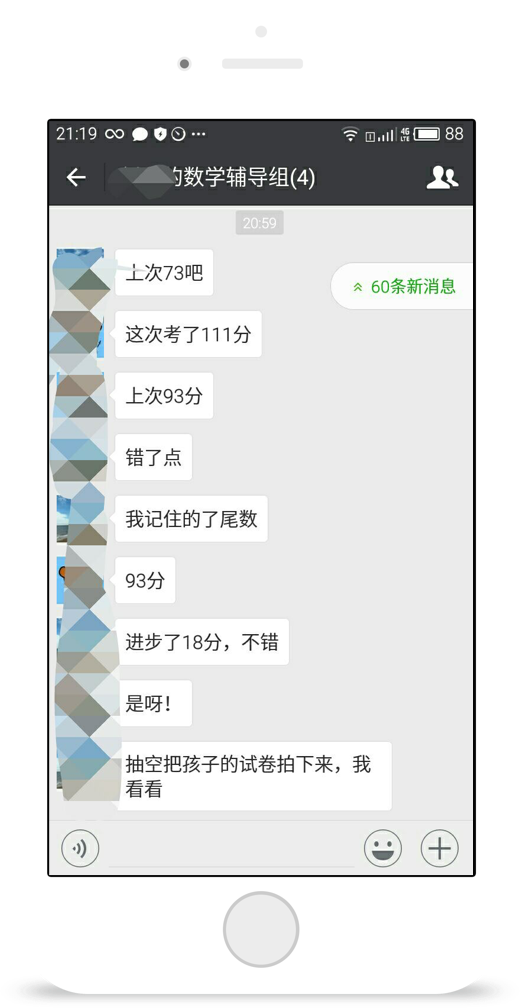 21:19
4G
LTE
88
的数学辅导组(4)
20:59
上次73吧
60条新消息
这次考了111分
上次93分
错了点
我记住的了尾数
93分
进步了18分，不错
是呀！
抽空把孩子的试卷拍下来，我
看看